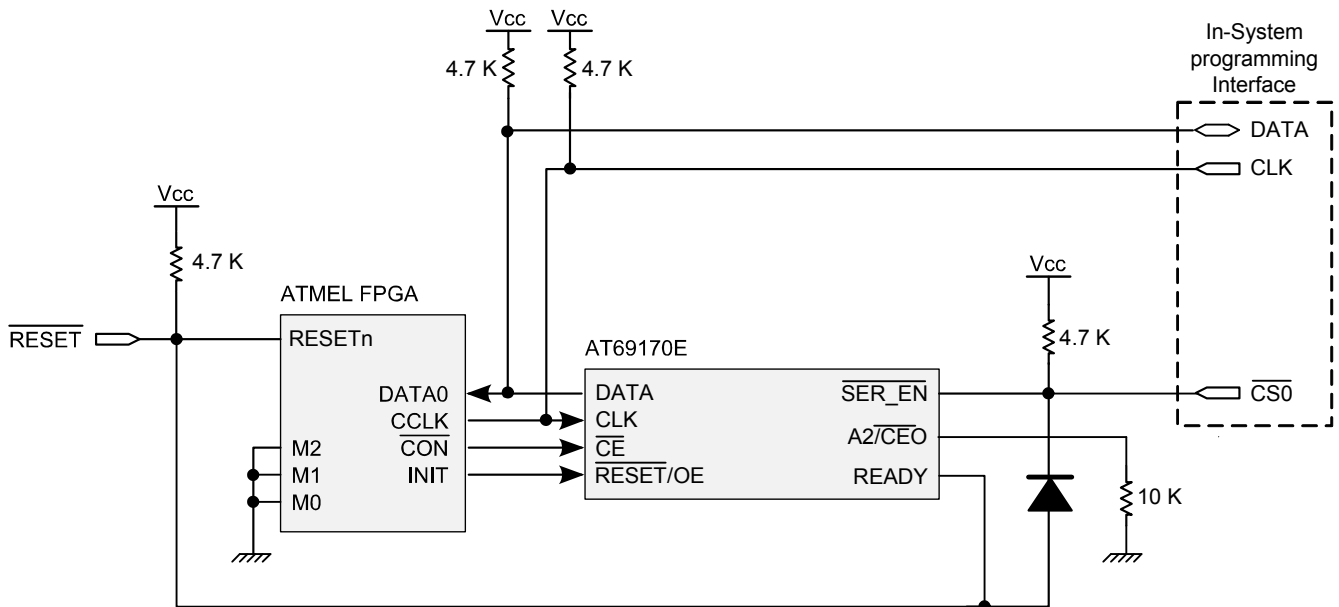 Vcc
Vcc
4.7 K
4.7 K
In-System
programming
Interface
DATA
CLK
Vcc
4.7 K
ATMEL FPGA
RESET
RESETn
DATA0
CCLK
CON
INIT
M2
M1
M0
AT69170E
DATA
CLK
CE
RESET/OE
SER_EN
A2/CEO
READY
Vcc
4.7 K
CS0
10 K